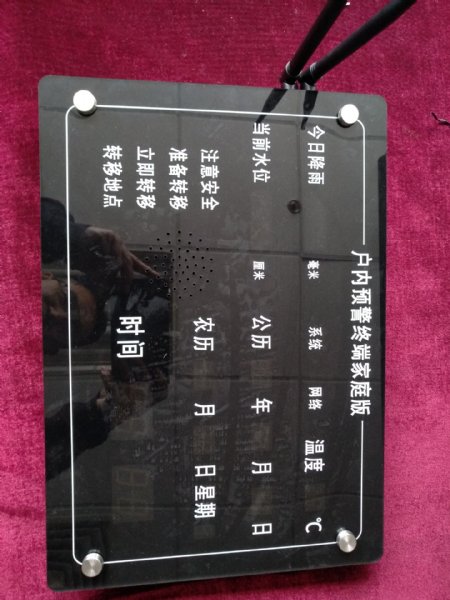 户内预警终端家庭版
今日降雨 毫米 系统 网络 温度 ℃
当前水位 厘米 公历 年 月 日
注意安全 农历 月 日 星期
准备转移
立即转移 时间
转移地点